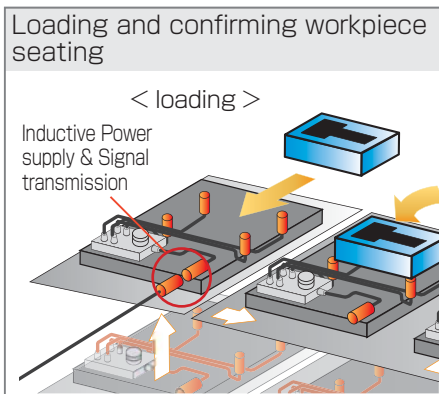 Loading and confirming workpiece
seating
< loading >
Inductive Power
supply & Signal
transmission